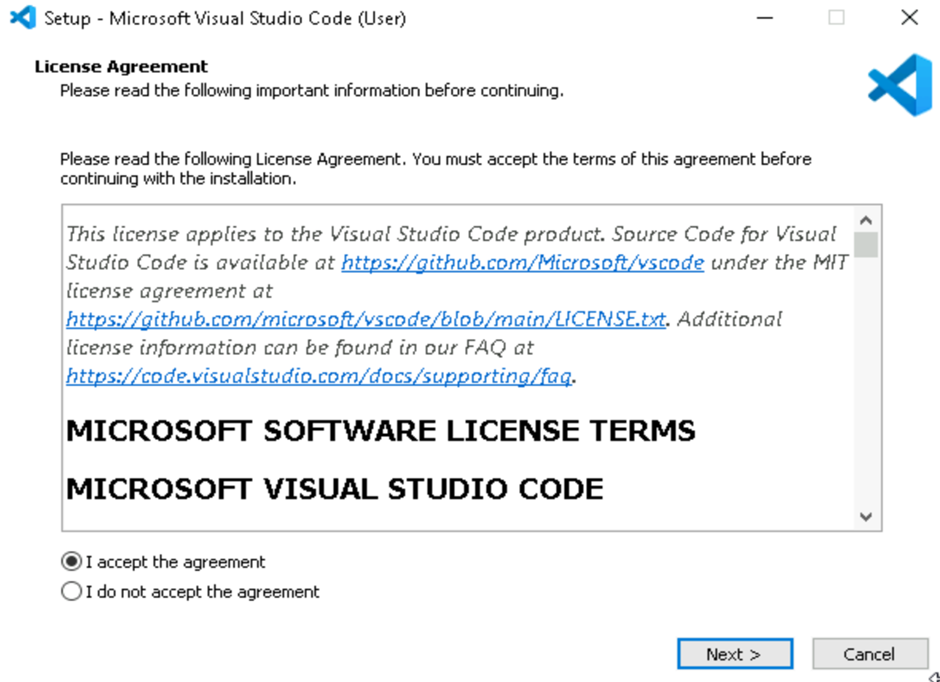 Setup - Microsoft Visual Studio Code (User)
License Agreement
Please read the following important information before continuing.
Please read the following License Agreement. You must accept the terms of this agreement before
continuing with the installation.
This license applies to the Visual Studio Code product. Source Code for Visual
Studio Code is available at https://github.com/Microsoft/vscode under the MIT
license agreement at
https://github.com/microsoft/vscode/blob/main/LICENSE.txt. Additional
license information can be found in our FAQ at
https://code.visualstudio.com/docs/supporting/faq.
MICROSOFT SOFTWARE LICENSE TERMS
MICROSOFT VISUAL STUDIO CODE
I accept the agreement
I do not accept the agreement
Next >
Cancel